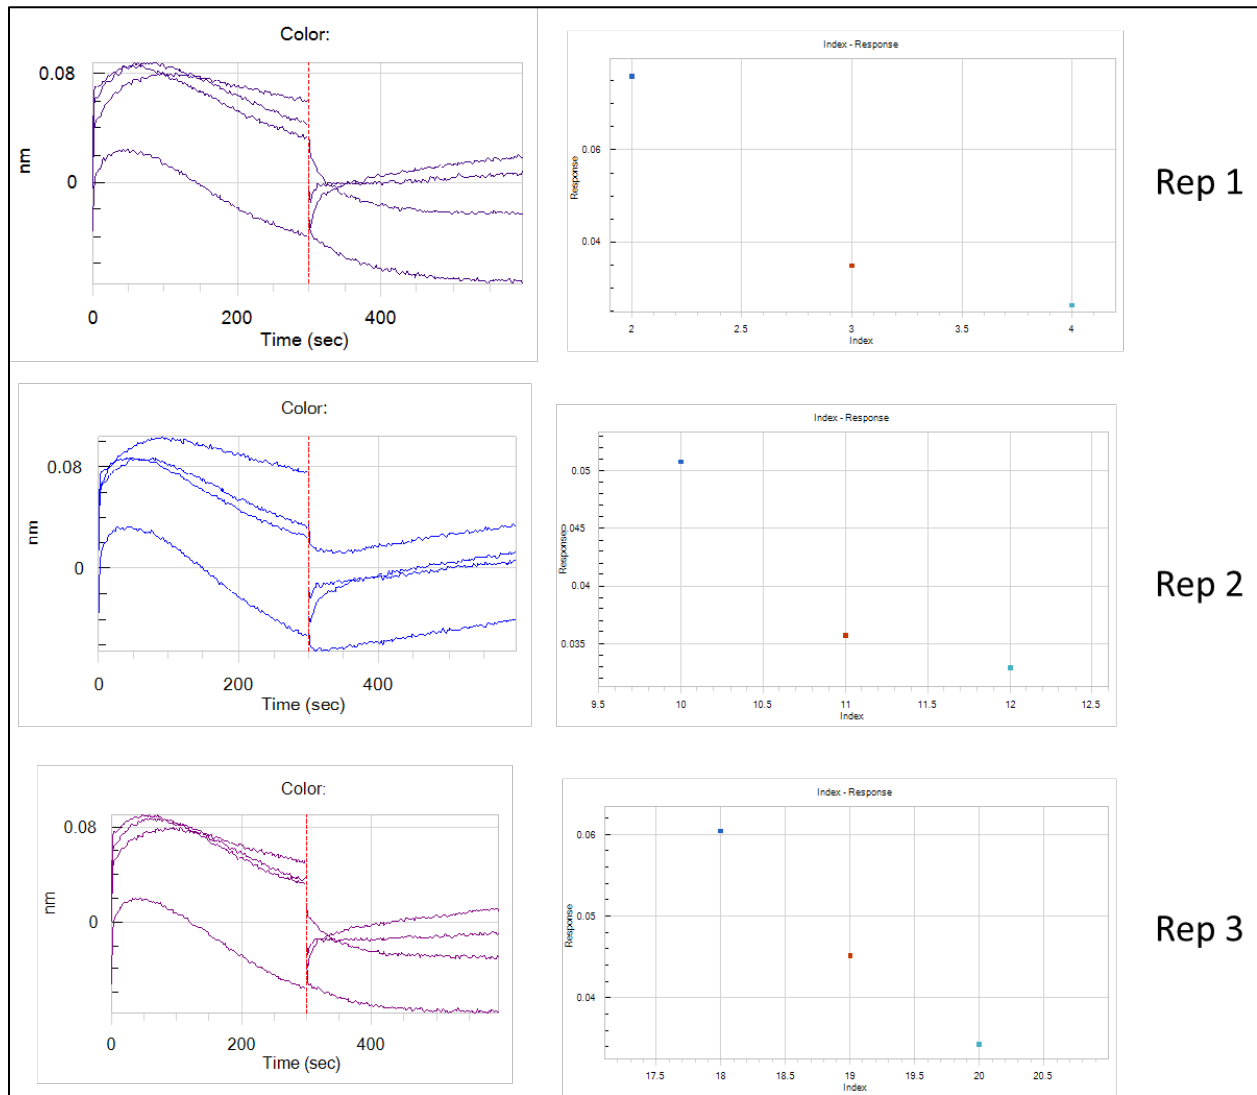 Color:
0.08
0
nm
0 200 400
Time (sec)
Index - Response
0.06
0.04
Response
2 2.5 3 3.5 4
Index
Rep 1
Color:
0.08
0
nm
0 200 400
Time (sec)
Index - Response
0.05
0.045
0.04
0.035
Response
9.5 10 10.5 11 11.5 12 12.5
Index
Rep 2
Color:
0.08
0
nm
0 200 400
Time (sec)
Index - Response
0.06
0.05
0.04
Response
17.5 18 18.5 19 19.5 20 20.5
Index
Rep 3